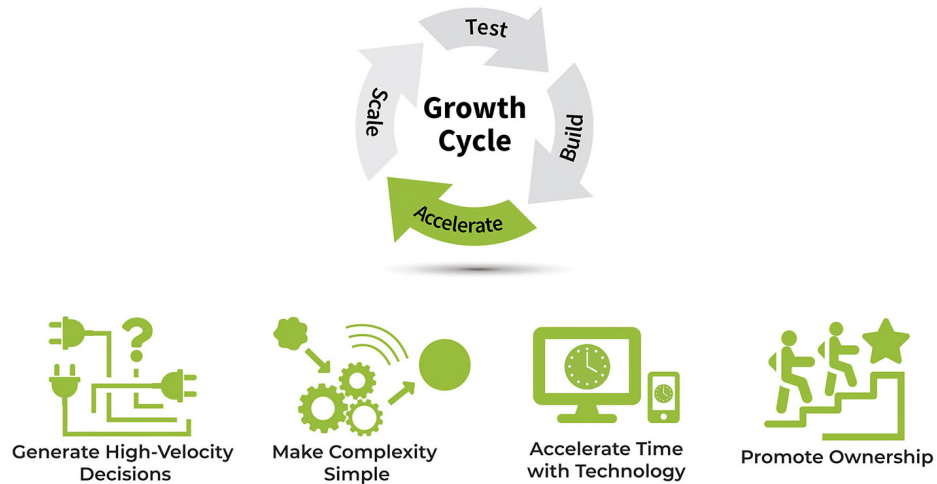 Test
Scale
Growth
Cycle
Build
Accelerate
?
Generate High-Velocity
Decisions
Make Complexity
Simple
Accelerate Time
with Technology
Promote Ownership